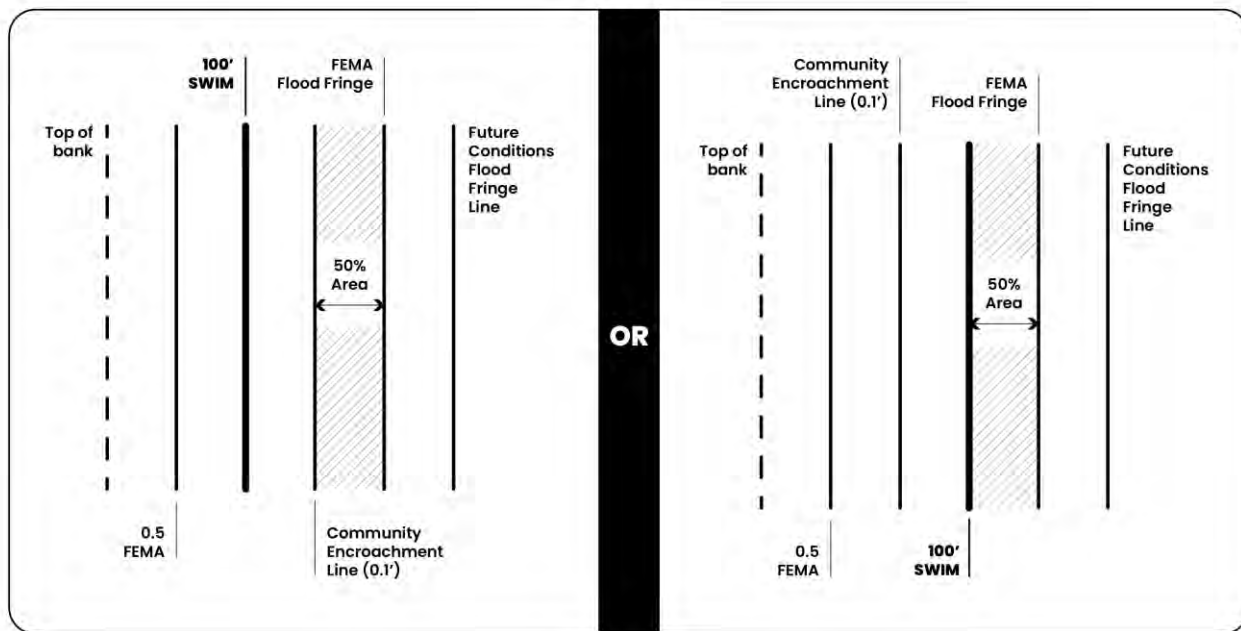 100’
SWIM
FEMA
Flood Fringe
Top of
bank
Future
Conditions
Flood
Fringe
Line
50%
Area
0.5
FEMA
Community
Encroachment
Line (0.1’)
OR
Community
Encroachment
Line (0.1’)
FEMA
Flood Fringe
Top of
bank
Future
Conditions
Flood
Fringe
Line
50%
Area
0.5
FEMA
100’
SWIM